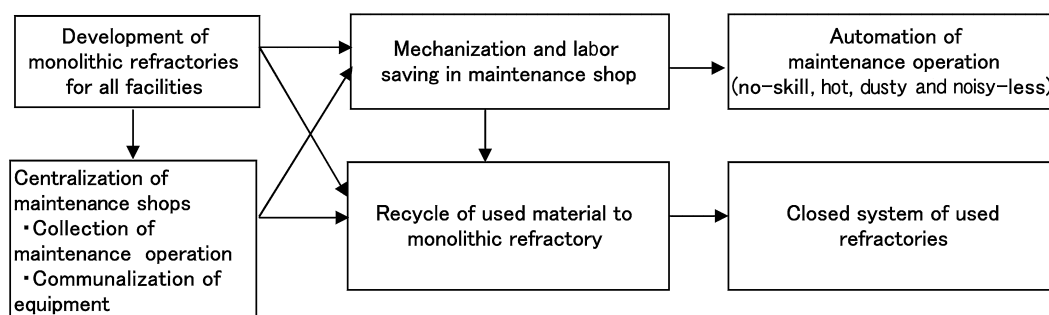 Development of
monolithic refractories
for all facilities
Mechanization and labor
saving in maintenance shop
Automation of
maintenance operation
(no-skill, hot, dusty and noisy-less)
Centralization of
maintenance shops
・Collection of
maintenance operation
・Communalization of
equipment
Recycle of used material to
monolithic refractory
Closed system of used
refractories